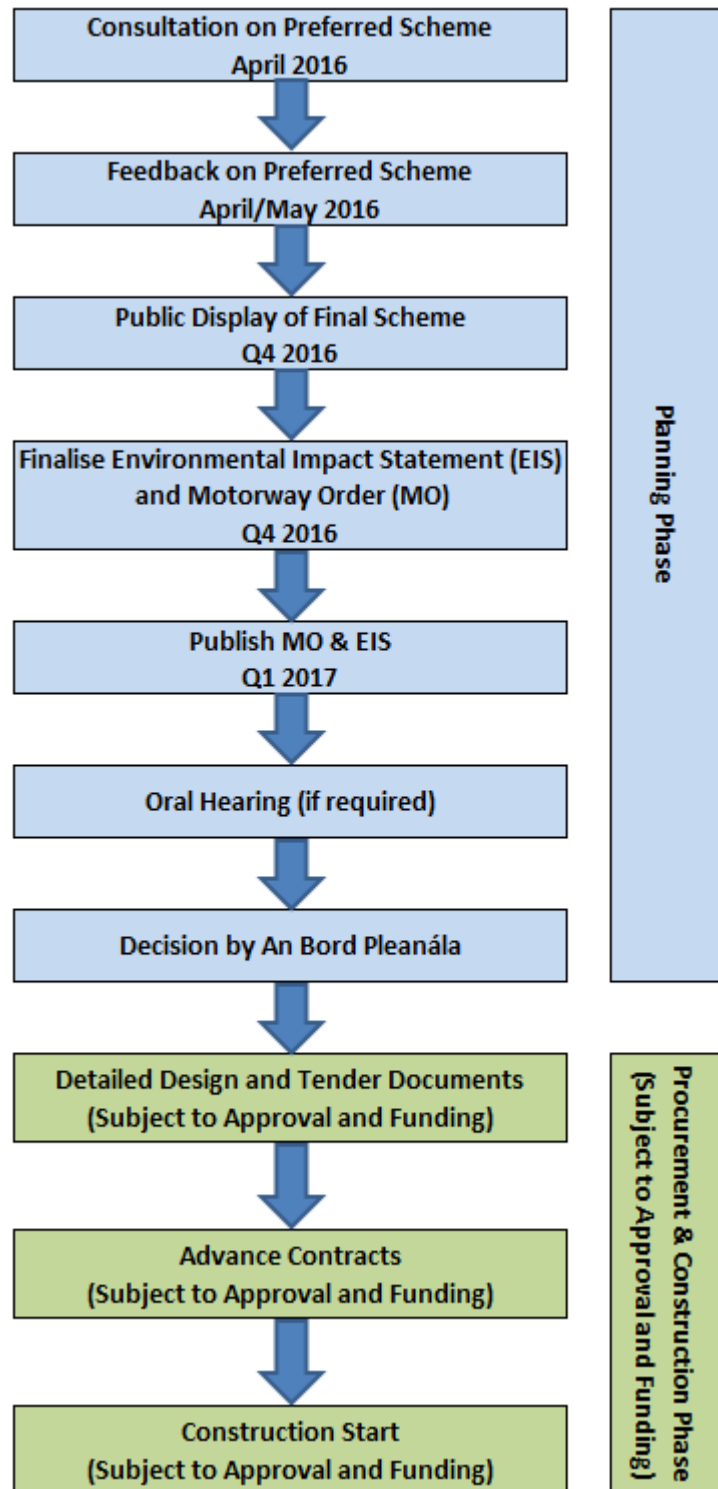 Consultation on Preferred Scheme
April 2016
Feedback on Preferred Scheme
April/May 2016
Public Display of Final Scheme
Q4 2016
Finalise Environmental Impact Statement (EIS)
and Motorway Order (MO)
Q4 2016
Publish MO & EIS
Q1 2017
Oral Hearing (if required)
Decision by An Bord Pleanála
Planning Phase
Detailed Design and Tender Documents
(Subject to Approval and Funding)
Advance Contracts
(Subject to Approval and Funding)
Construction Start
(Subject to Approval and Funding)
Procurement & Construction Phase
(Subject to Approval and Funding)